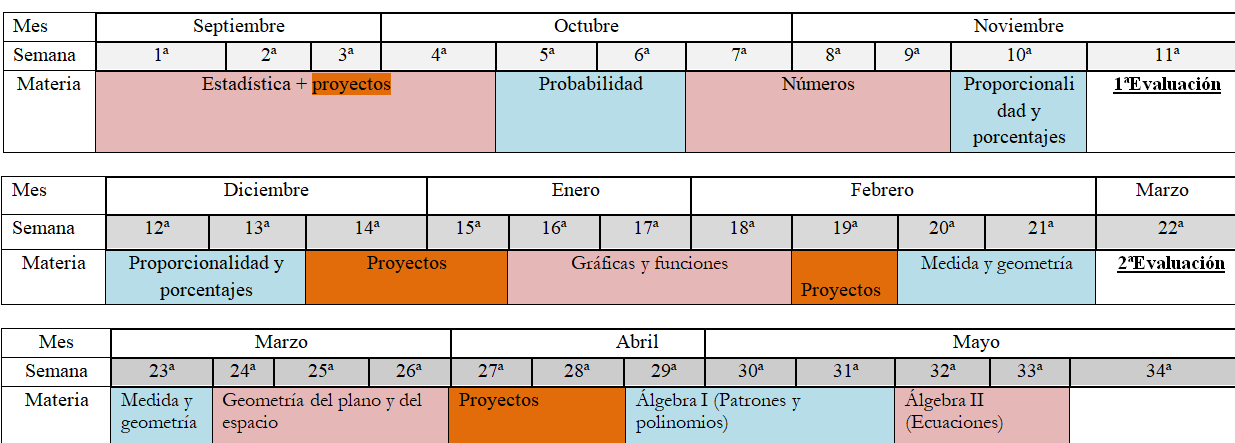 Mes Septiembre Octubre Noviembre
Semana 1ª 2ª 3ª 4ª 5ª 6ª 7ª 8ª 9ª 10ª 11ª
Materia Estadística + proyectos Probabilidad Números Proporcionali 1ªEvaluación
dad y
porcentajes
Mes Diciembre Enero Febrero Marzo
Semana 12ª 13ª 14ª 15ª 16ª 17ª 18ª 19ª 20ª 21ª 22ª
Materia Proporcionalidad y Proyectos Gráficas y funciones Medida y geometría 2ªEvaluación
porcentajes Proyectos
Mes Marzo Abril Mayo
Semana 23ª 24ª 25ª 26ª 27ª 28ª 29ª 30ª 31ª 32ª 33ª 34ª
Materia Medida y Geometría del plano y del Proyectos Álgebra I (Patrones y Álgebra II
geometría espacio polinomios) (Ecuaciones)